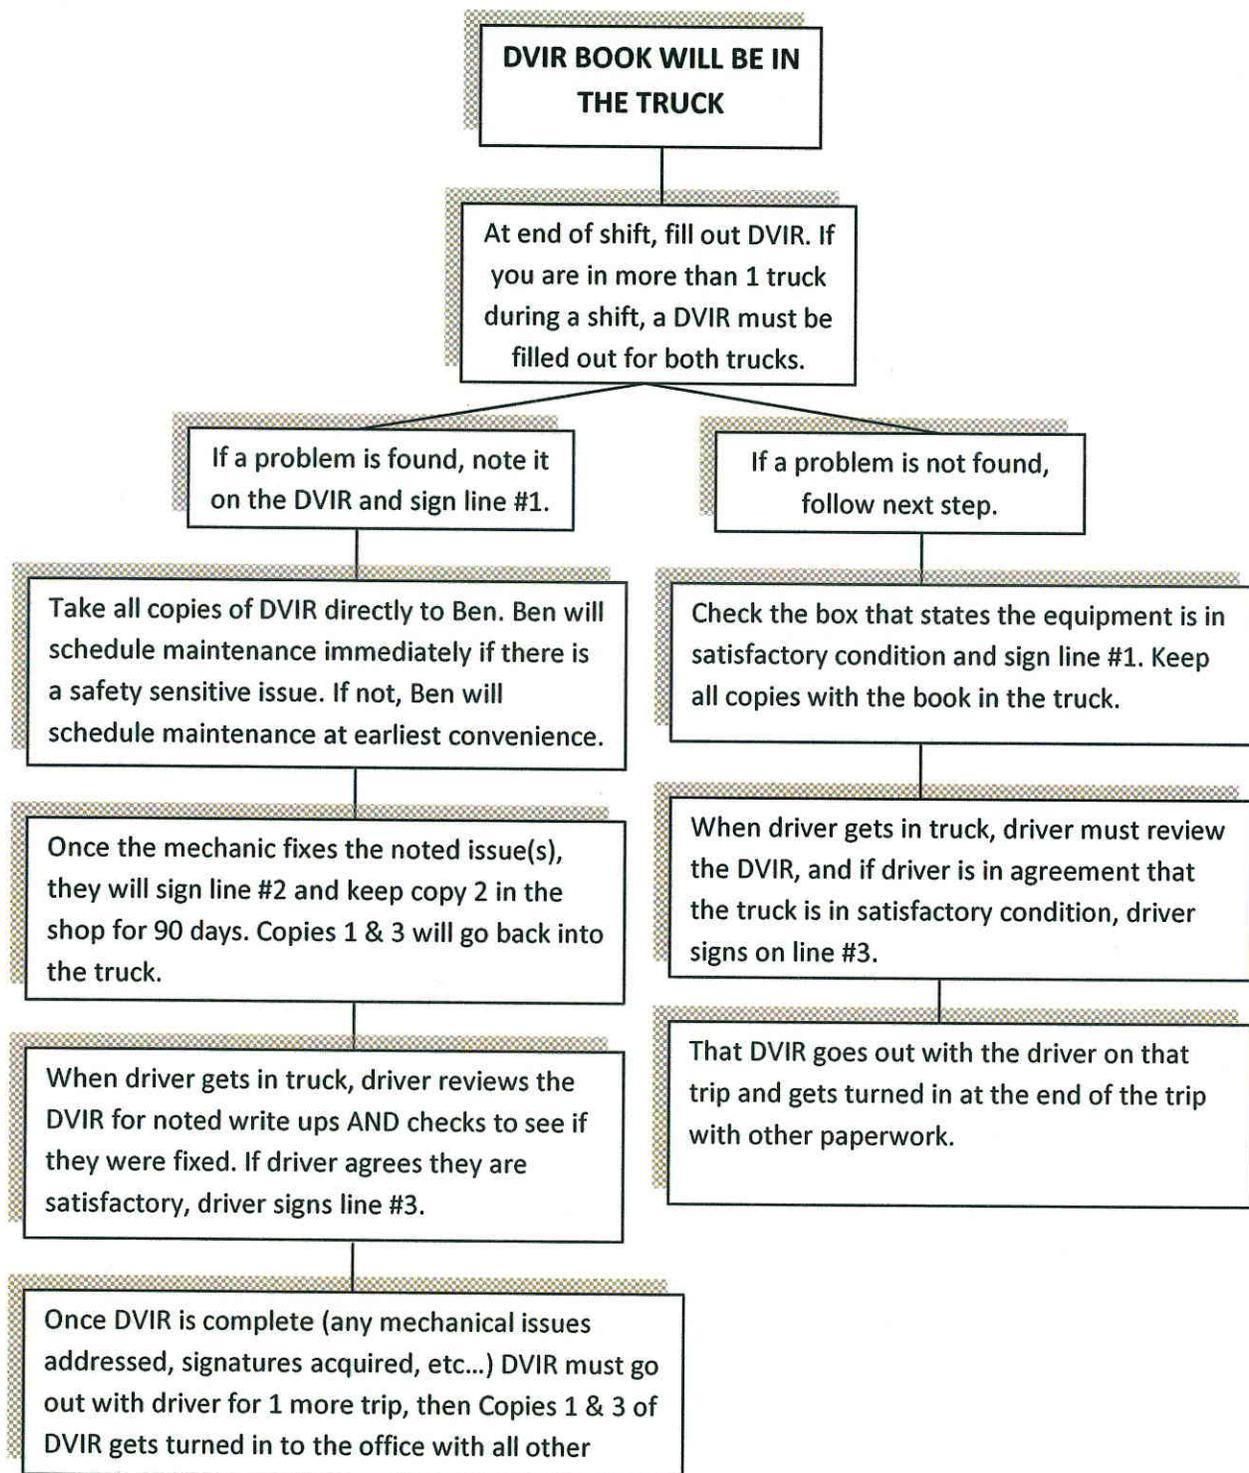 DVIR BOOK WILL BE IN
THE TRUCK
At end of shift, fill out DVIR. If
you are in more than 1 truck
during a shift, a DVIR must be
filled out for both trucks.
If a problem is found, note it
on the DVIR and sign line #1.
Take all copies of DVIR directly to Ben. Ben will
schedule maintenance immediately if there is
a safety sensitive issue. If not, Ben will
schedule maintenance at earliest convenience.
Once the mechanic fixes the noted issue(s),
they will sign line #2 and keep copy 2 in the
shop for 90 days. Copies 1 & 3 will go back into
the truck.
When driver gets in truck, driver reviews the
DVIR for noted write ups AND checks to see if
they were fixed. If driver agrees they are
satisfactory, driver signs line #3.
Once DVIR is complete (any mechanical issues
addressed, signatures acquired, etc...) DVIR must go
out with driver for 1 more trip, then Copies 1 & 3 of
DVIR gets turned in to the office with all other
If a problem is not found,
follow next step.
Check the box that states the equipment is in
satisfactory condition and sign line #1. Keep
all copies with the book in the truck.
When driver gets in truck, driver must review
the DVIR, and if driver is in agreement that
the truck is in satisfactory condition, driver
signs on line #3.
That DVIR goes out with the driver on that
trip and gets turned in at the end of the trip
with other paperwork.